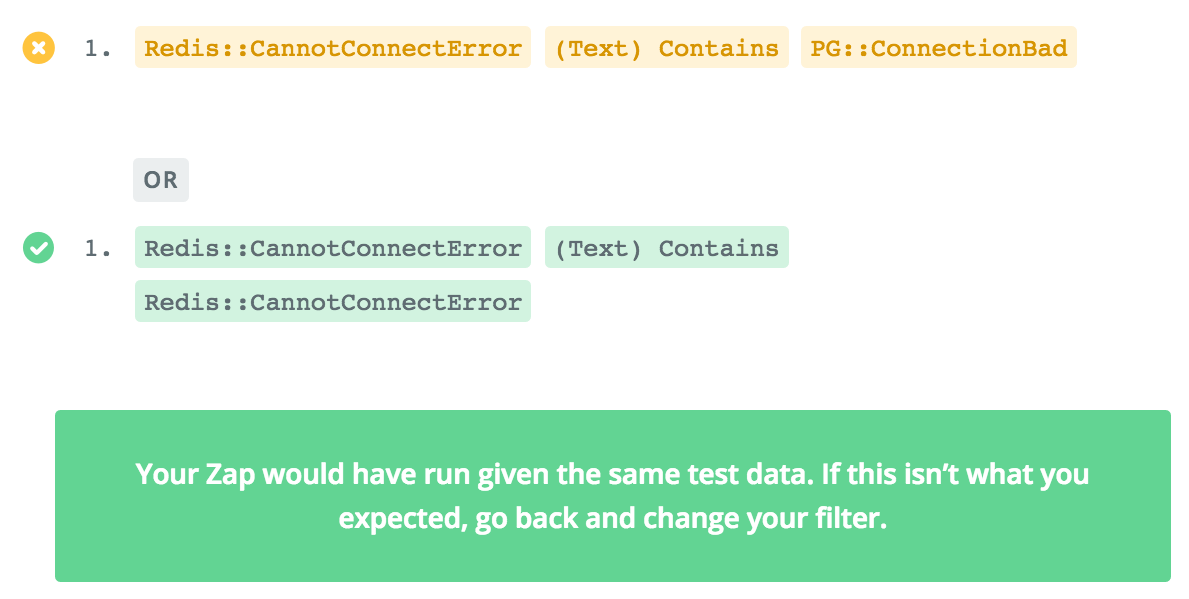 1. Redis::CannotConnectError (Text) Contains PG::ConnectionBad
OR
1. Redis::CannotConnectError (Text) Contains
Redis::CannotConnectError
Your Zap would have run given the same test data. If this isn’t what you
expected, go back and change your filter.